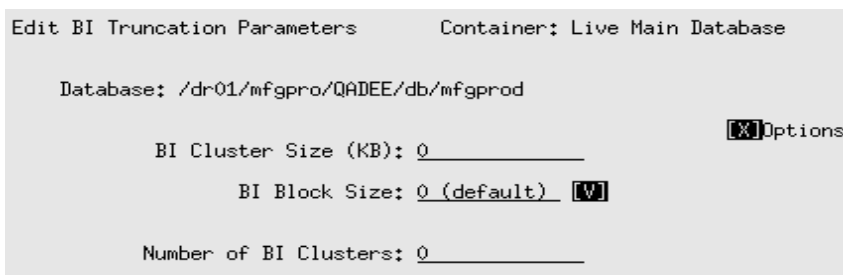 Edit BI Truncation Parameters Container: Live Main Database
Database: /dr01/mfgpro/QADEE/db/mfgprod
[X]Options
BI Cluster Size (KB): 0
BI Block Size: 0 (default) [V]
Number of BI Clusters: 0